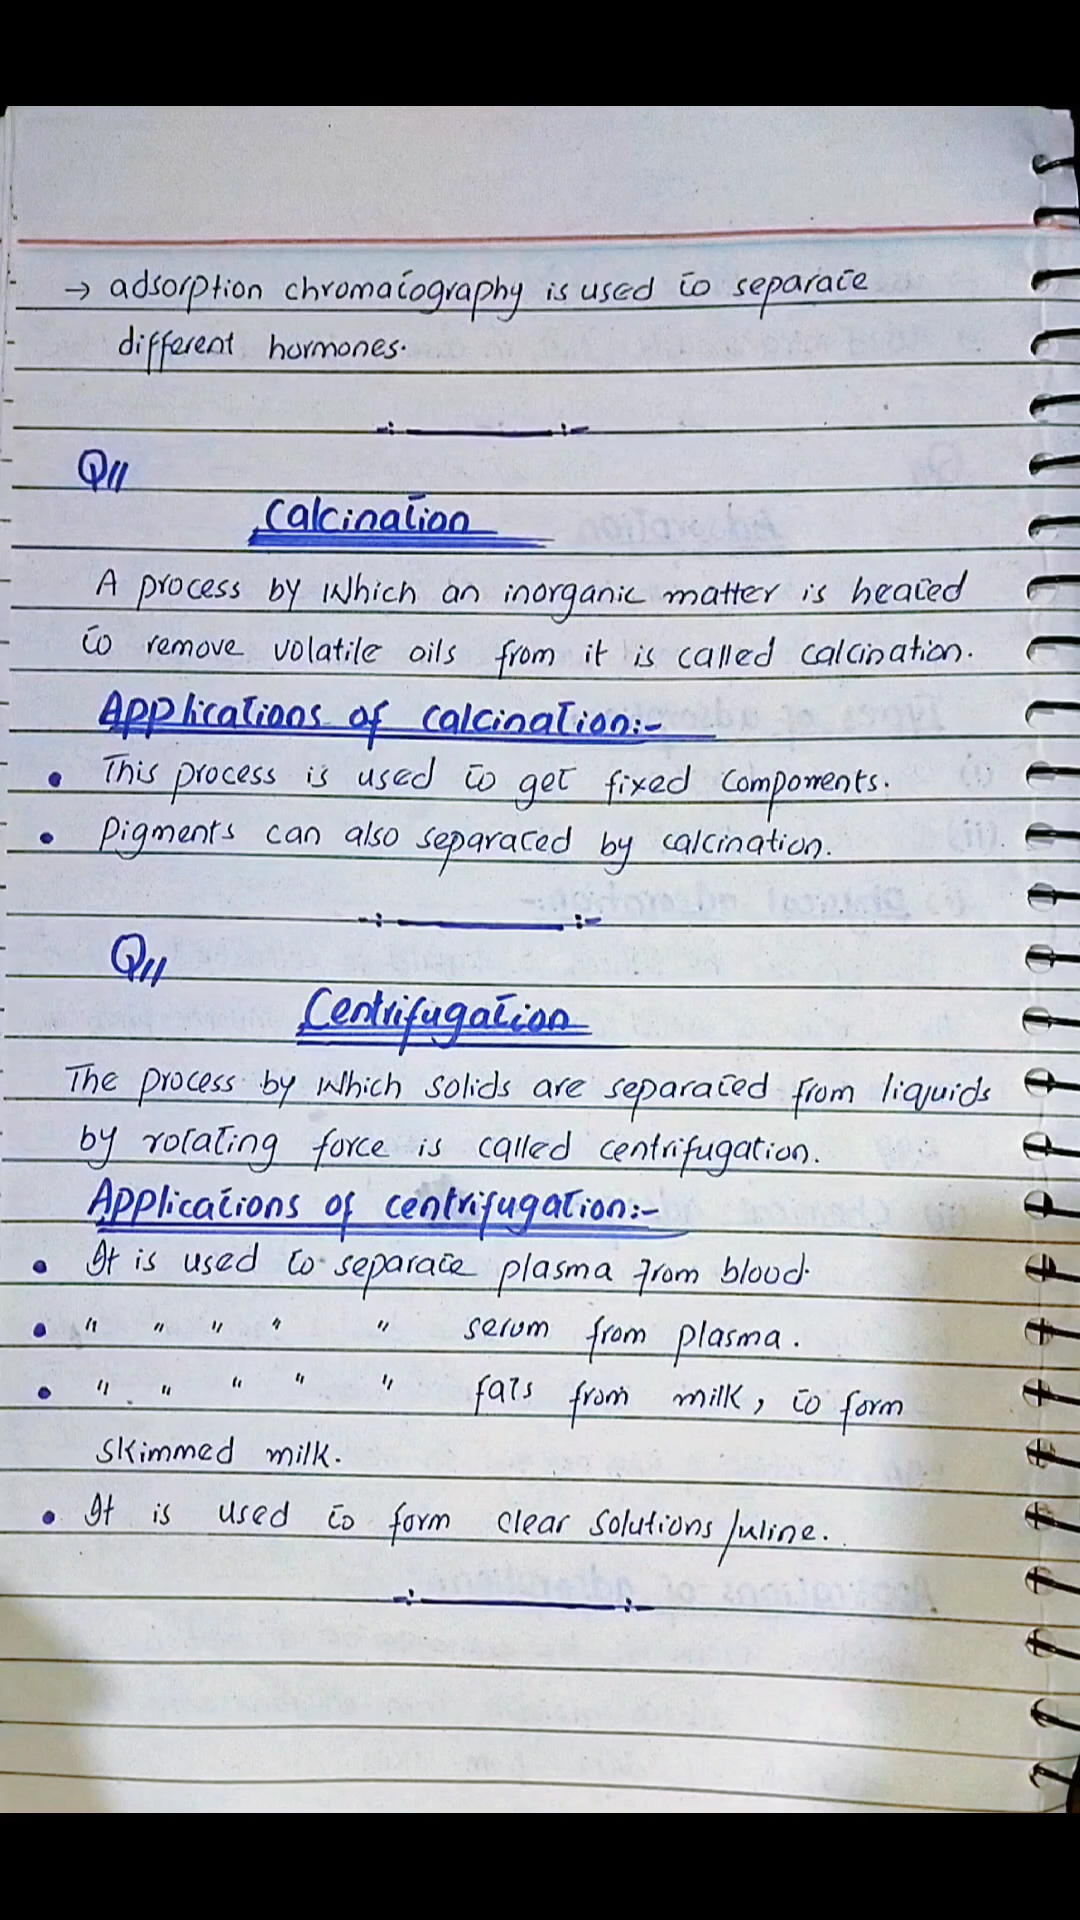 → adsorption chromatography is used to separate
different hormones.
Q//
Calcination
A process by which an inorganic matter is heated
to remove volatile oils from it is called calcination.
Applications of calcination:-
• This process is used to get fixed components.
• Pigments can also separated by calcination.
Q//
Centrifugation
The process by which solids are separated from liquids
by rotating force is called centrifugation.
Applications of centrifugation:-
• It is used to separate plasma from blood.
• " " " " " serum from plasma.
• " " " " " fats from milk, to form
skimmed milk.
• It is used to form clear solutions/urine.